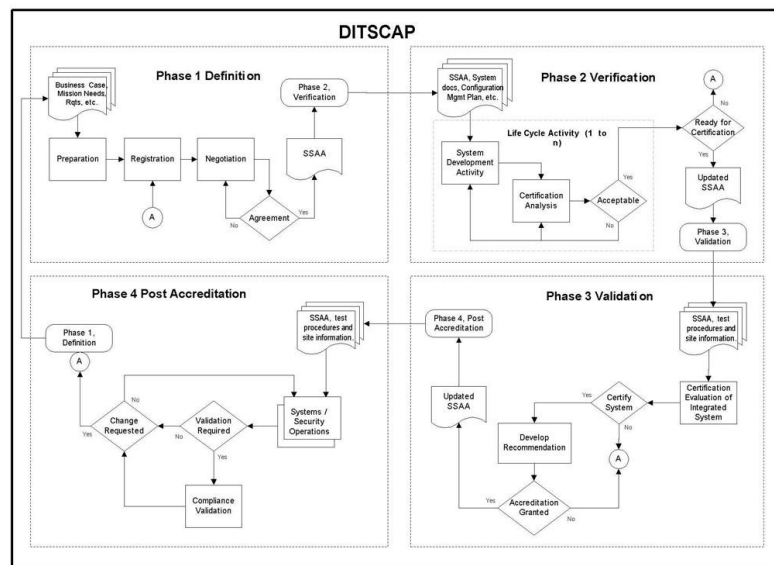 DITSCAP
Phase 1 Definition
Business Case,
Mission Needs,
Rqts, etc.
Phase 2,
Verification
Preparation
Registration
Negotiation
SSAA
A
Agreement
No
Yes
Phase 2 Verification
SSAA, System
docs, Configuration
Mgmt Plan, etc.
A
No
Ready for
Certification
Yes
Life Cycle Activity (1 to
n)
System
Development
Activity
Certification
Analysis
Acceptable
Yes
No
Updated
SSAA
Phase 3,
Validation
Phase 4 Post Accreditation
SSAA, test
procedures and
site information.
Phase 1,
Definition
A
No
Change
Requested
Yes
No
Validation
Required
Yes
Systems /
Security
Operations
Compliance
Validation
Phase 3 Validation
Phase 4, Post
Accreditation
SSAA, test
procedures and
site information.
Updated
SSAA
Yes
Certify
System
No
Certification
Evaluation of
Integrated
System
Develop
Recommendation
A
Yes
Accreditation
Granted
No